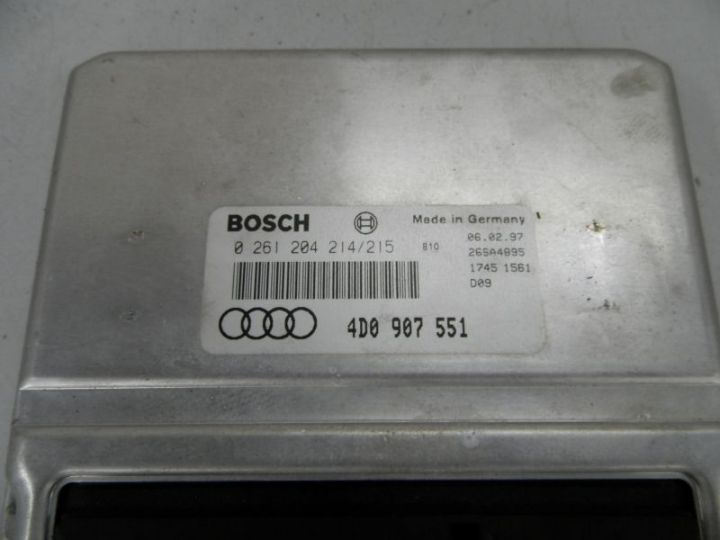 BOSCH
Made in Germany
0 261 204 214/215 B10
06.02.97
26SA4895
1745 1561
D09
4D0 907 551